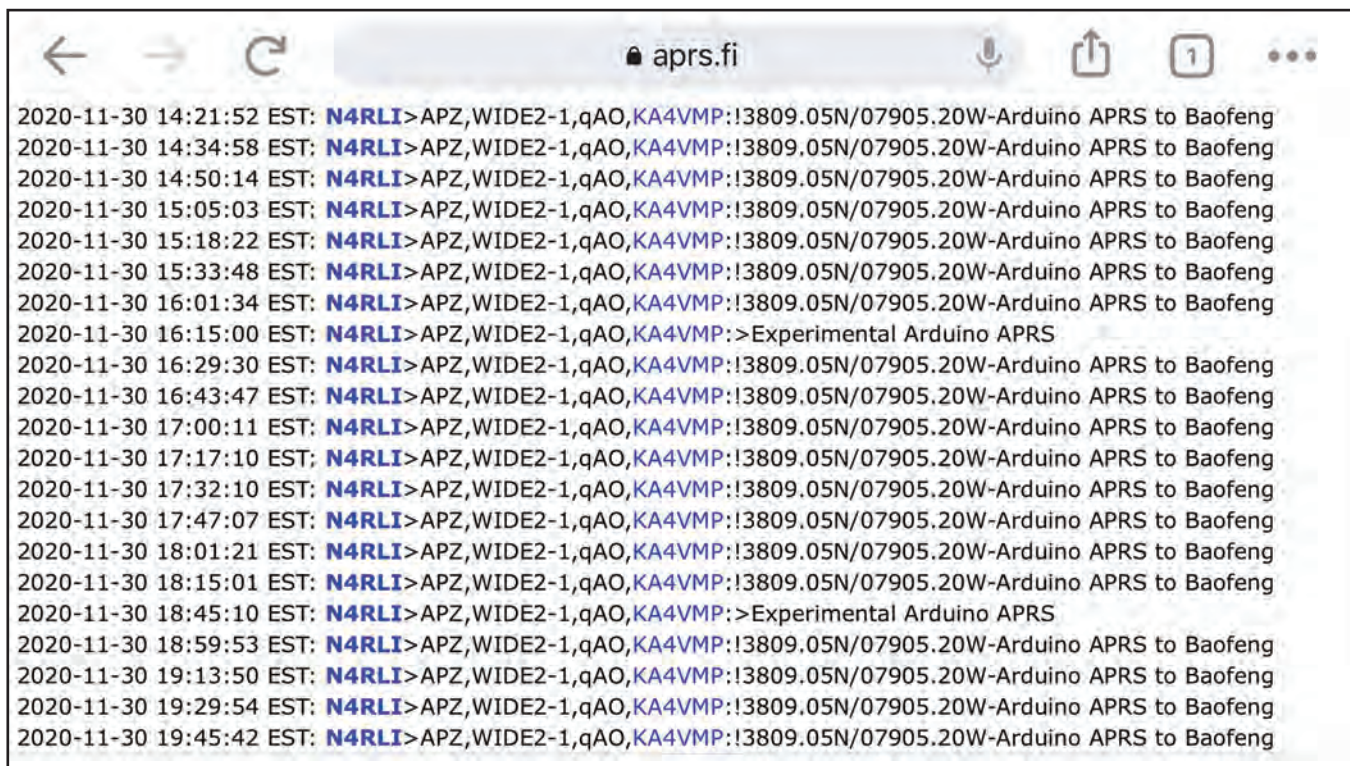 aprs.fi
1
2020-11-30 14:21:52 EST: N4RLI>APZ,WIDE2-1,qAO,KA4VMP:!3809.05N/07905.20W-Arduino APRS to Baofeng
2020-11-30 14:34:58 EST: N4RLI>APZ,WIDE2-1,qAO,KA4VMP:!3809.05N/07905.20W-Arduino APRS to Baofeng
2020-11-30 14:50:14 EST: N4RLI>APZ,WIDE2-1,qAO,KA4VMP:!3809.05N/07905.20W-Arduino APRS to Baofeng
2020-11-30 15:05:03 EST: N4RLI>APZ,WIDE2-1,qAO,KA4VMP:!3809.05N/07905.20W-Arduino APRS to Baofeng
2020-11-30 15:18:22 EST: N4RLI>APZ,WIDE2-1,qAO,KA4VMP:!3809.05N/07905.20W-Arduino APRS to Baofeng
2020-11-30 15:33:48 EST: N4RLI>APZ,WIDE2-1,qAO,KA4VMP:!3809.05N/07905.20W-Arduino APRS to Baofeng
2020-11-30 16:01:34 EST: N4RLI>APZ,WIDE2-1,qAO,KA4VMP:!3809.05N/07905.20W-Arduino APRS to Baofeng
2020-11-30 16:15:00 EST: N4RLI>APZ,WIDE2-1,qAO,KA4VMP:>Experimental Arduino APRS
2020-11-30 16:29:30 EST: N4RLI>APZ,WIDE2-1,qAO,KA4VMP:!3809.05N/07905.20W-Arduino APRS to Baofeng
2020-11-30 16:43:47 EST: N4RLI>APZ,WIDE2-1,qAO,KA4VMP:!3809.05N/07905.20W-Arduino APRS to Baofeng
2020-11-30 17:00:11 EST: N4RLI>APZ,WIDE2-1,qAO,KA4VMP:!3809.05N/07905.20W-Arduino APRS to Baofeng
2020-11-30 17:17:10 EST: N4RLI>APZ,WIDE2-1,qAO,KA4VMP:!3809.05N/07905.20W-Arduino APRS to Baofeng
2020-11-30 17:32:10 EST: N4RLI>APZ,WIDE2-1,qAO,KA4VMP:!3809.05N/07905.20W-Arduino APRS to Baofeng
2020-11-30 17:47:07 EST: N4RLI>APZ,WIDE2-1,qAO,KA4VMP:!3809.05N/07905.20W-Arduino APRS to Baofeng
2020-11-30 18:01:21 EST: N4RLI>APZ,WIDE2-1,qAO,KA4VMP:!3809.05N/07905.20W-Arduino APRS to Baofeng
2020-11-30 18:15:01 EST: N4RLI>APZ,WIDE2-1,qAO,KA4VMP:!3809.05N/07905.20W-Arduino APRS to Baofeng
2020-11-30 18:45:10 EST: N4RLI>APZ,WIDE2-1,qAO,KA4VMP:>Experimental Arduino APRS
2020-11-30 18:59:53 EST: N4RLI>APZ,WIDE2-1,qAO,KA4VMP:!3809.05N/07905.20W-Arduino APRS to Baofeng
2020-11-30 19:13:50 EST: N4RLI>APZ,WIDE2-1,qAO,KA4VMP:!3809.05N/07905.20W-Arduino APRS to Baofeng
2020-11-30 19:29:54 EST: N4RLI>APZ,WIDE2-1,qAO,KA4VMP:!3809.05N/07905.20W-Arduino APRS to Baofeng
2020-11-30 19:45:42 EST: N4RLI>APZ,WIDE2-1,qAO,KA4VMP:!3809.05N/07905.20W-Arduino APRS to Baofeng